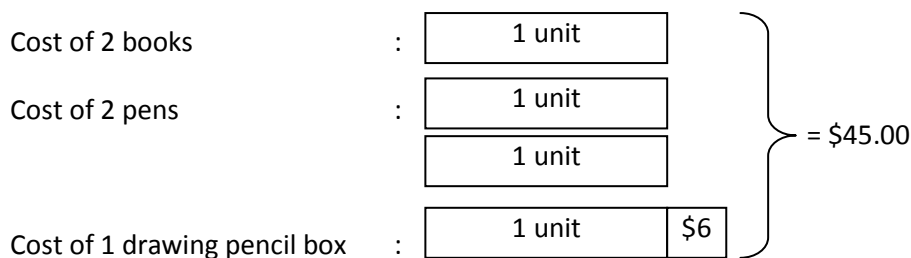 Cost of 2 books : 1 unit
Cost of 2 pens : 1 unit
= $45.00
1 unit
Cost of 1 drawing pencil box : 1 unit $6